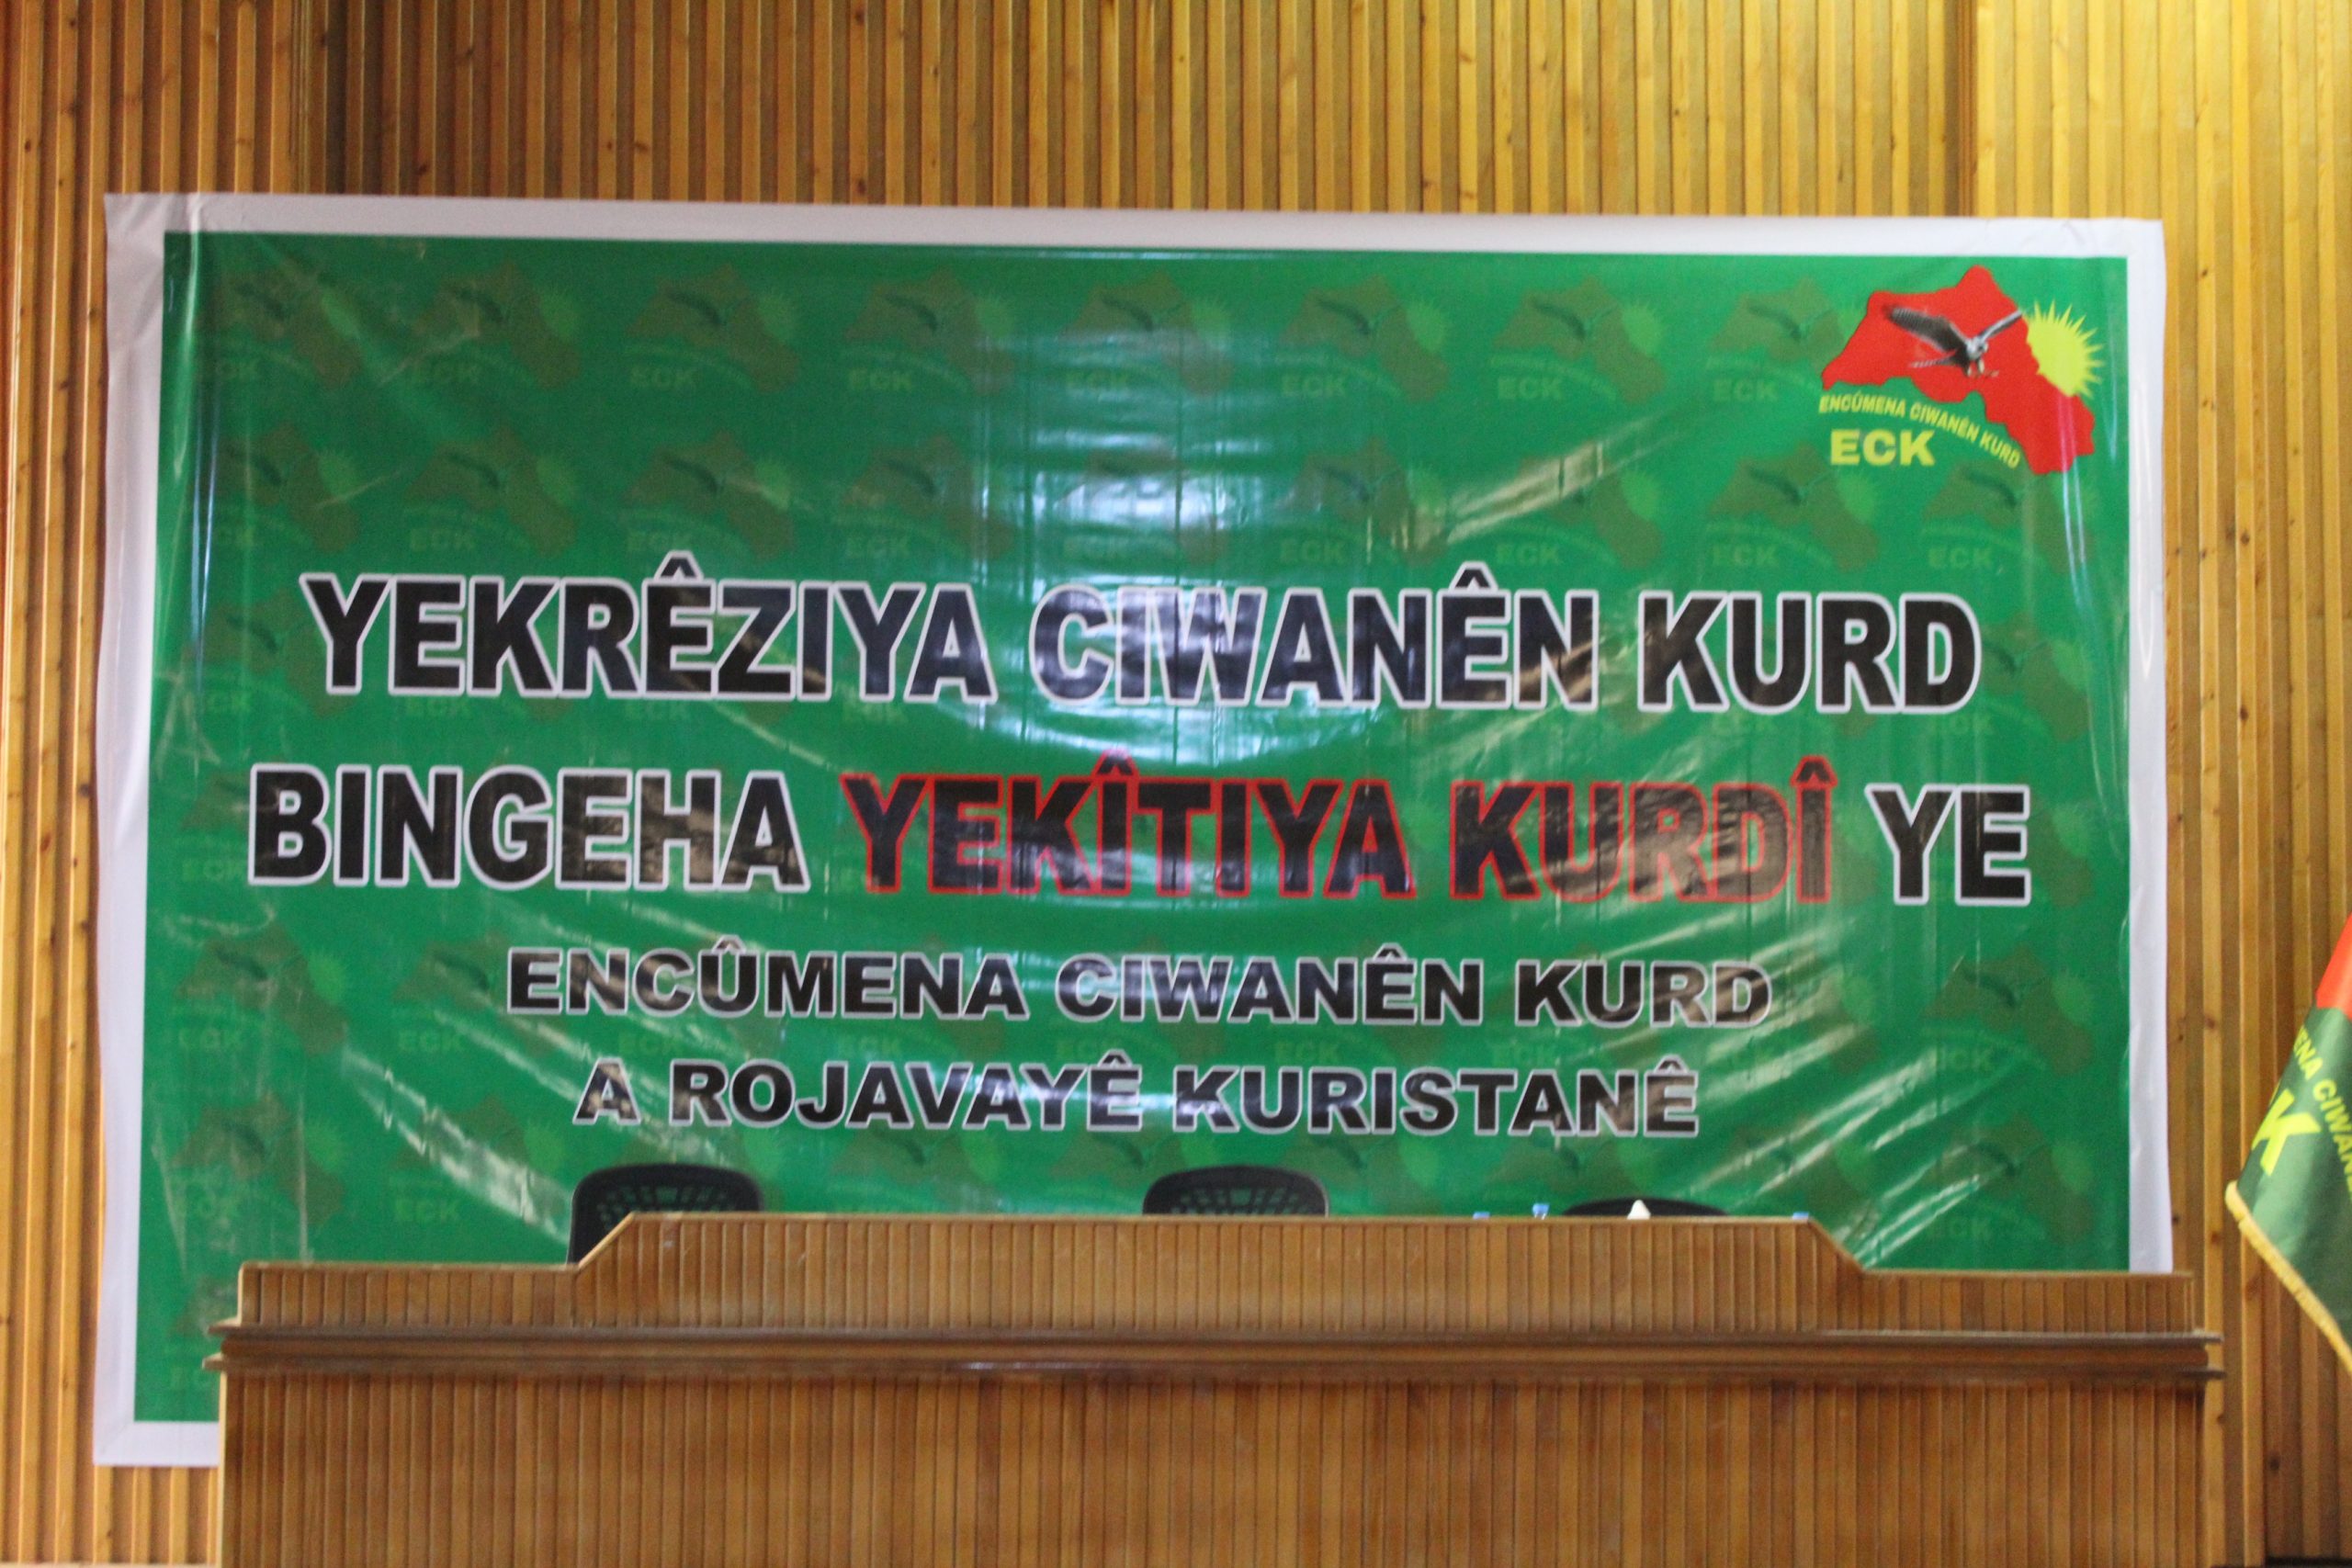 ENCÛMENA CIWANÊN KURD
ECK
YEKRÊZIYA CIWANÊN KURD
BINGEHA YEKÎTIYA KURDÎ YE
ENCÛMENA CIWANÊN KURD
A ROJAVAYÊ KURISTANÊ